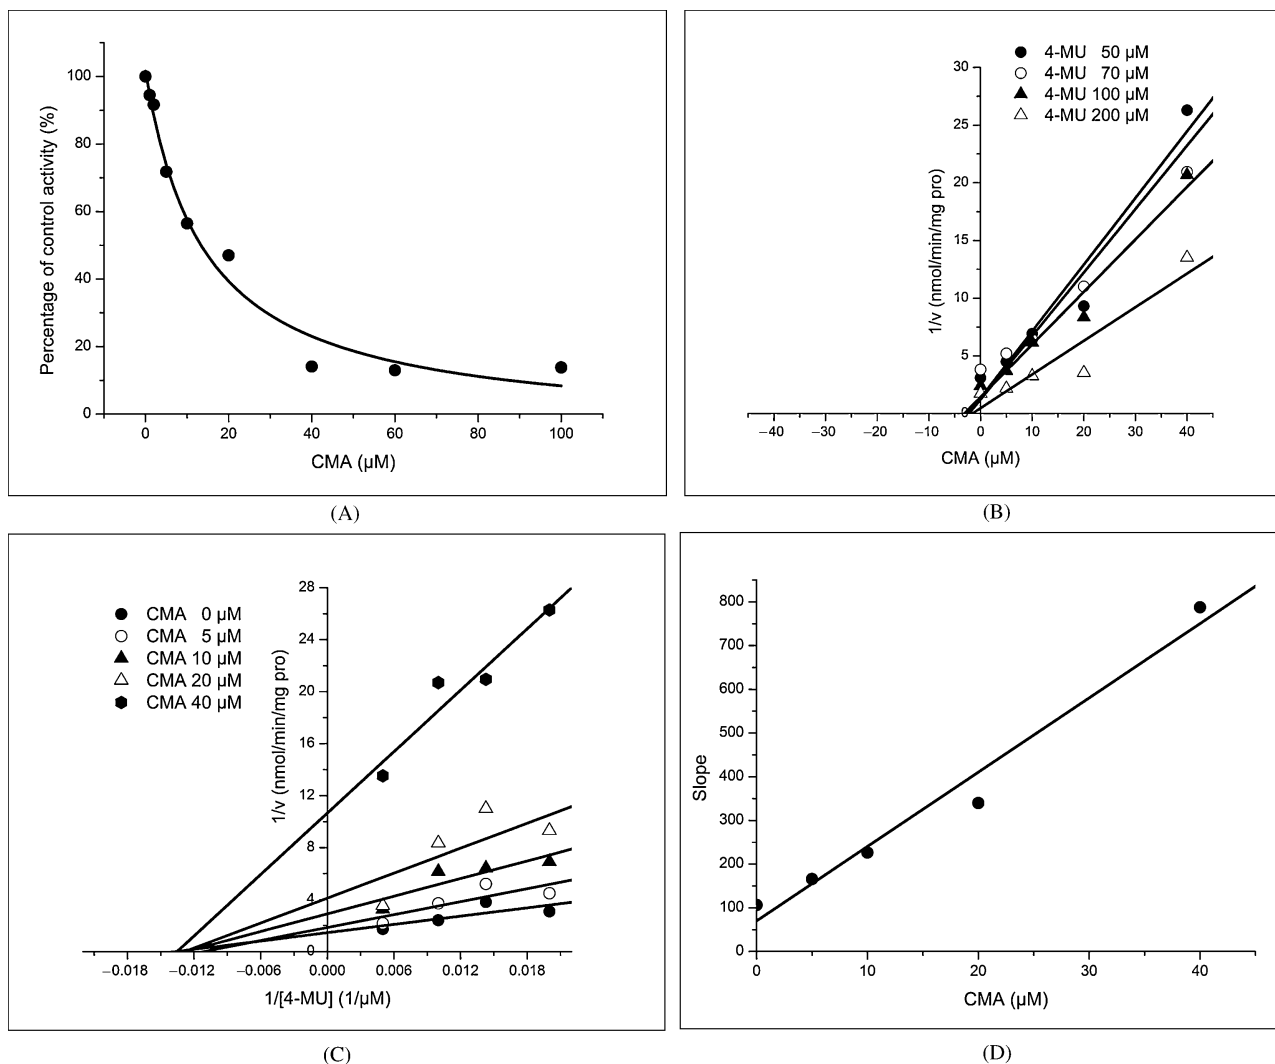 100
80
60
40
20
0
Percentage of control activity (%)
0 20 40 60 80 100
CMA (µM)
(A)
4-MU 50 µM
4-MU 70 µM
4-MU 100 µM
4-MU 200 µM
30
25
20
15
10
5
0
1/v (nmol/min/mg pro)
−40 −30 −20 −10 0 10 20 30 40
CMA (µM)
(B)
CMA 0 µM
CMA 5 µM
CMA 10 µM
CMA 20 µM
CMA 40 µM
28
24
20
16
12
8
4
0
1/v (nmol/min/mg pro)
−0.018 −0.012 −0.006 0.000 0.006 0.012 0.018
1/[4-MU] (1/µM)
(C)
800
700
600
500
400
300
200
100
0
Slope
0 10 20 30 40
CMA (µM)
(D)